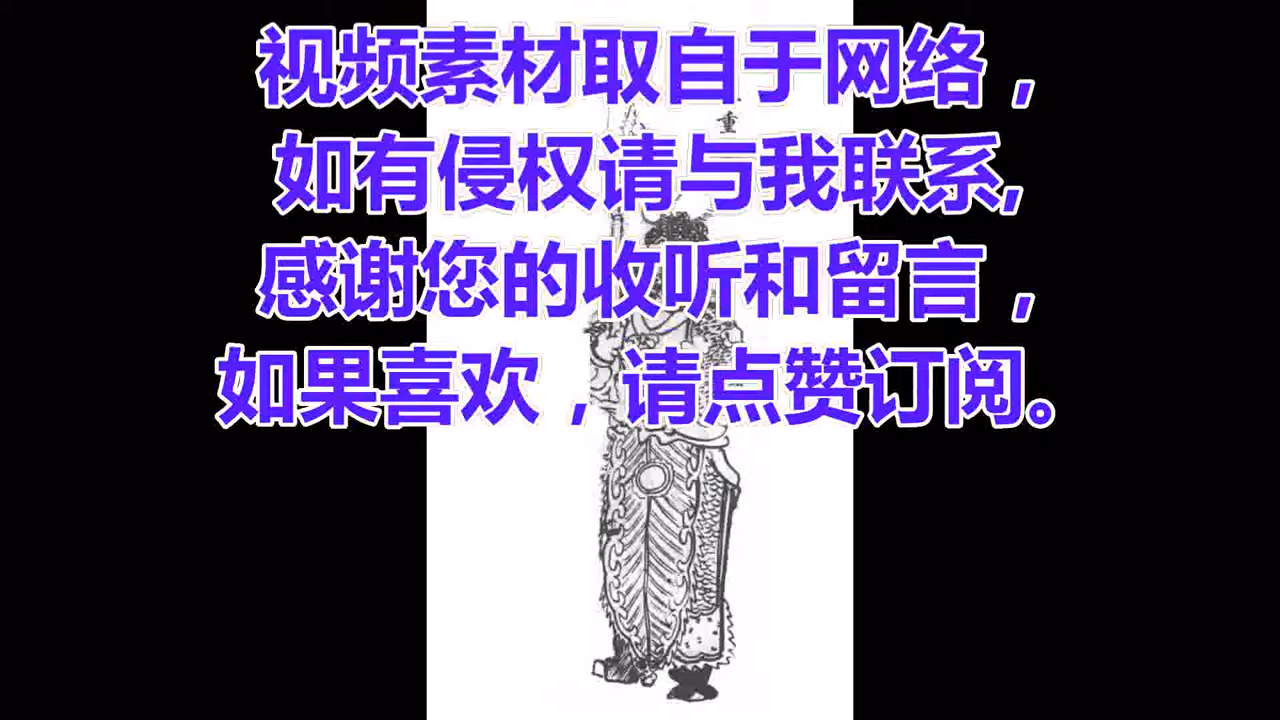 视频素材取自于网络，
如有侵权请与我联系,
感谢您的收听和留言，
如果喜欢，请点赞订阅。
重